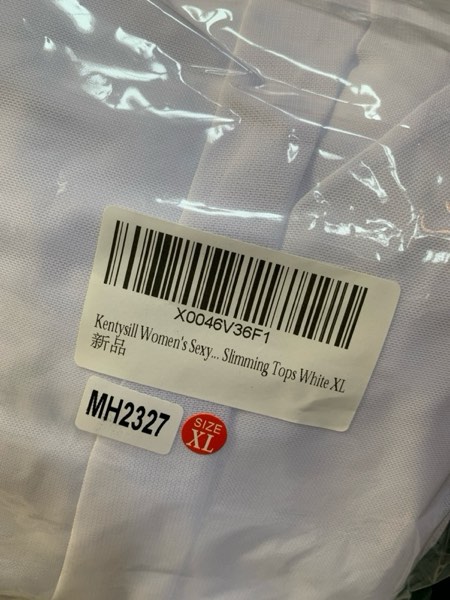 X0046V36F1
Kentysill Women's Sexy... Slimming Tops White XL
新品
MH2327
SIZE
XL